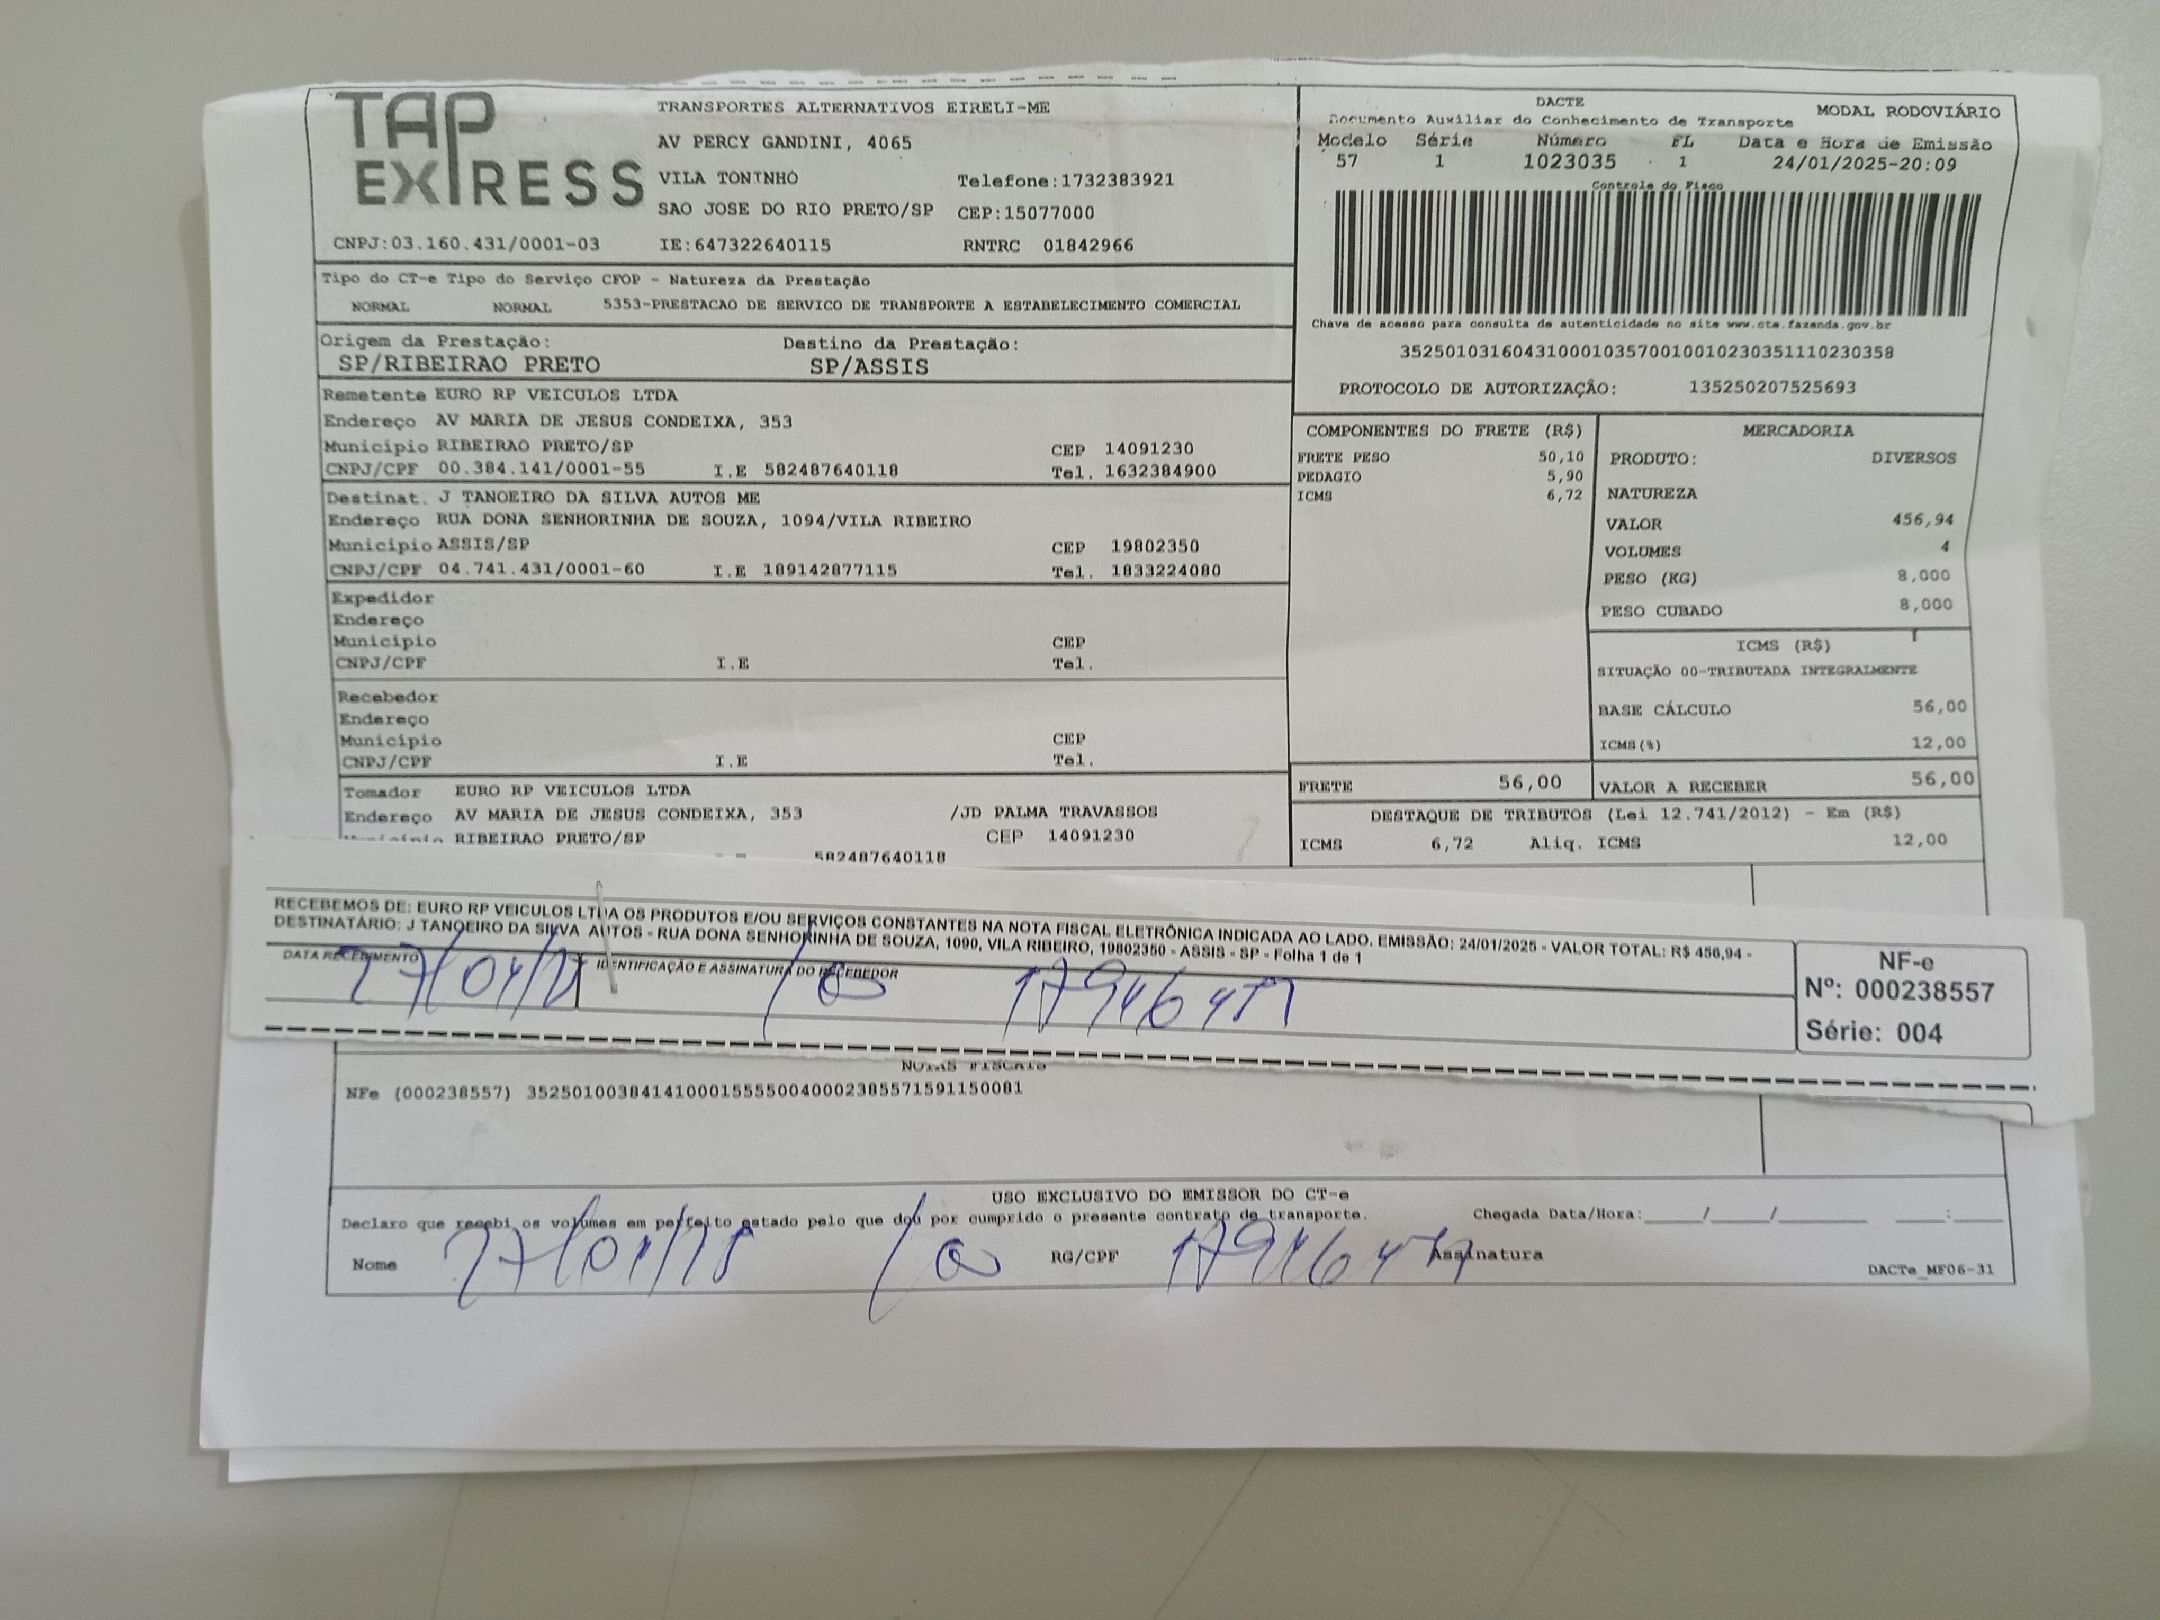 TAP EXPRESS
TRANSPORTES ALTERNATIVOS EIRELI-ME
AV PERCY GANDINI, 4065
VILA TONINHO Telefone:1732383921
SAO JOSE DO RIO PRETO/SP CEP:15077000
CNPJ:03.160.431/0001-03 IE:647322640115 RNTRC 01842966
DACTE MODAL RODOVIÁRIO
Documento Auxiliar do Conhecimento de Transporte
Modelo Série Número FL Data e Hora de Emissão
57 1 1023035 1 24/01/2025-20:09
Controle do Fisco
Chave de acesso para consulta de autenticidade no site www.cte.fazenda.gov.br
35250103160431000103570010010230351110230358
PROTOCOLO DE AUTORIZAÇÃO: 135250207525693
Tipo do CT-e Tipo do Serviço CFOP - Natureza da Prestação
NORMAL NORMAL 5353-PRESTACAO DE SERVICO DE TRANSPORTE A ESTABELECIMENTO COMERCIAL
Origem da Prestação: Destino da Prestação:
SP/RIBEIRAO PRETO SP/ASSIS
Remetente EURO RP VEICULOS LTDA
Endereço AV MARIA DE JESUS CONDEIXA, 353
Município RIBEIRAO PRETO/SP CEP 14091230
CNPJ/CPF 00.384.141/0001-55 I.E 582487640118 Tel. 1632384900
Destinat. J TANOEIRO DA SILVA AUTOS ME
Endereço RUA DONA SENHORINHA DE SOUZA, 1094/VILA RIBEIRO
Município ASSIS/SP CEP 19802350
CNPJ/CPF 04.741.431/0001-60 I.E 189142877115 Tel. 1833224080
Expedidor
Endereço
Município CEP
CNPJ/CPF I.E Tel.
Recebedor
Endereço
Município CEP
CNPJ/CPF I.E Tel.
Tomador EURO RP VEICULOS LTDA
Endereço AV MARIA DE JESUS CONDEIXA, 353 /JD PALMA TRAVASSOS
Município RIBEIRAO PRETO/SP CEP 14091230
582487640118
COMPONENTES DO FRETE (R$)
FRETE PESO 50,10
PEDAGIO 5,90
ICMS 6,72
MERCADORIA
PRODUTO: DIVERSOS
NATUREZA
VALOR 456,94
VOLUMES 4
PESO (KG) 8,000
PESO CUBADO 8,000
ICMS (R$)
SITUAÇÃO 00-TRIBUTADA INTEGRALMENTE
BASE CÁLCULO 56,00
ICMS(%) 12,00
FRETE 56,00 VALOR A RECEBER 56,00
DESTAQUE DE TRIBUTOS (Lei 12.741/2012) - Em (R$)
ICMS 6,72 Aliq. ICMS 12,00
RECEBEMOS DE: EURO RP VEICULOS LTDA OS PRODUTOS E/OU SERVIÇOS CONSTANTES NA NOTA FISCAL ELETRÔNICA INDICADA AO LADO. EMISSÃO: 24/01/2025 - VALOR TOTAL: R$ 456,94 -
DESTINATÁRIO: J TANOEIRO DA SILVA AUTOS - RUA DONA SENHORINHA DE SOUZA, 1090, VILA RIBEIRO, 19802350 - ASSIS - SP - Folha 1 de 1
DATA RECEBIMENTO IDENTIFICAÇÃO E ASSINATURA DO RECEBEDOR
NF-e
Nº: 000238557
Série: 004
NOTAS FISCAIS
NFe (000238557) 35250100384141000155550040002385571591150081
USO EXCLUSIVO DO EMISSOR DO CT-e
Declaro que recebi os volumes em perfeito estado pelo que dou por cumprido o presente contrato de transporte. Chegada Data/Hora:____/____/______ ____:____
Nome 27/01/25 RG/CPF Assinatura
DACTe_MF06-31